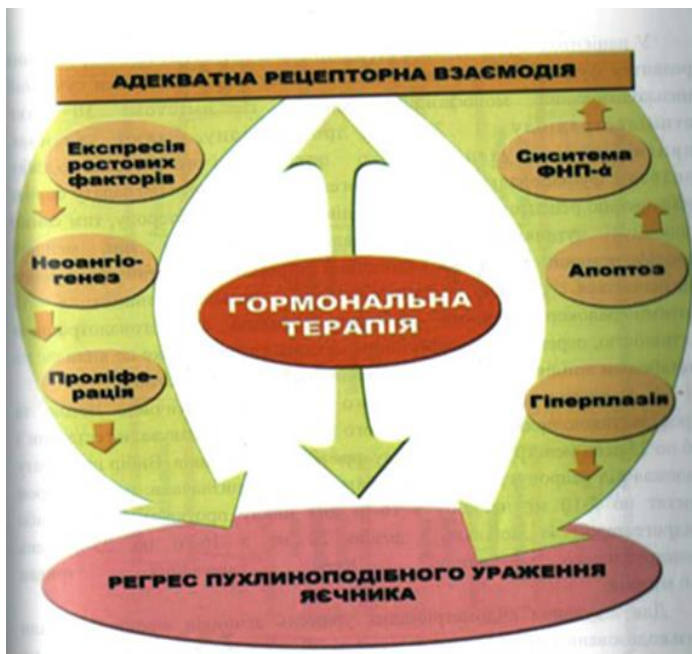 АДЕКВАТНА РЕЦЕПТОРНА ВЗАЄМОДІЯ
Експресія
ростових
факторів
Неоангіо-
генез
Проліфе-
рація
ГОРМОНАЛЬНА
ТЕРАПІЯ
Сиситема
ФНП-ά
Апоптоз
Гіперплазія
РЕГРЕС ПУХЛИНОПОДІБНОГО УРАЖЕННЯ
ЯЄЧНИКА